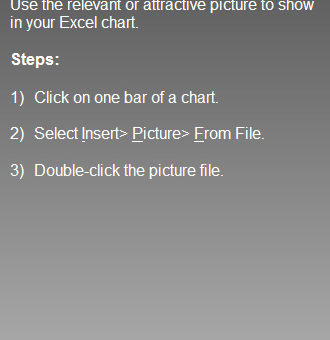 Use the relevant or attractive picture to show
in your Excel chart.
Steps:
1) Click on one bar of a chart.
2) Select Insert> Picture> From File.
3) Double-click the picture file.